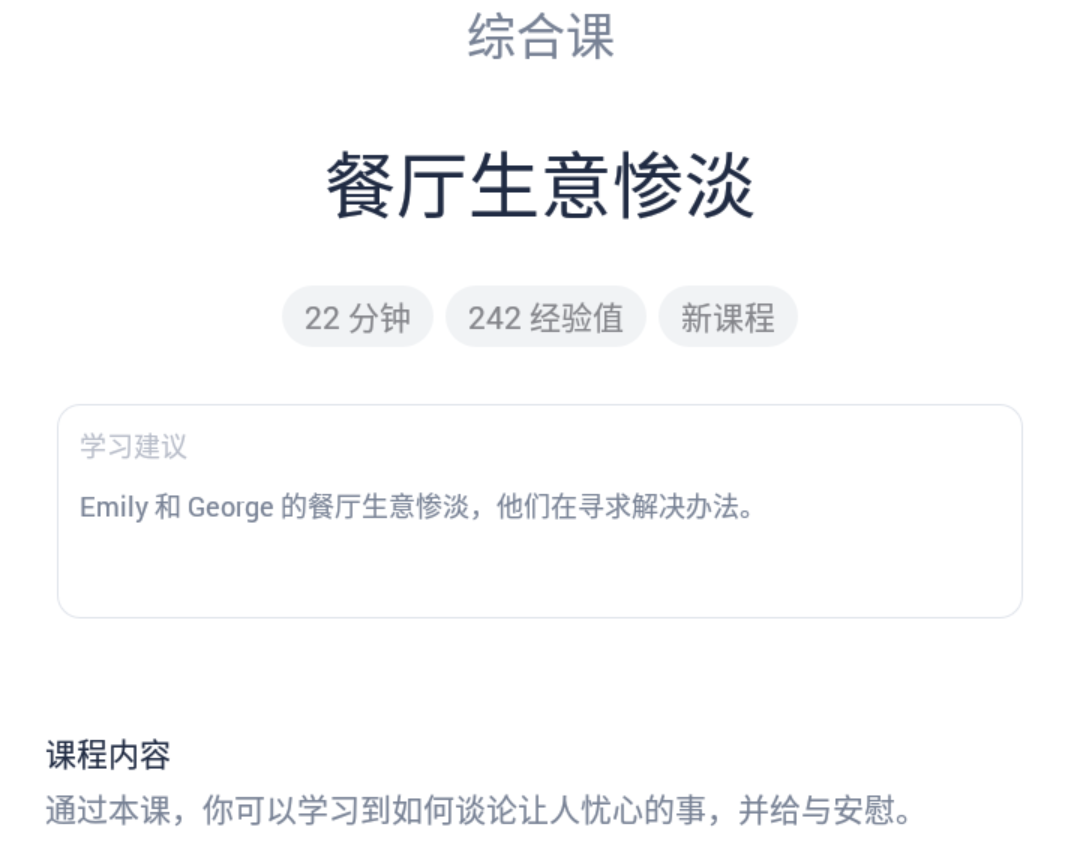 综合课
餐厅生意惨淡
22 分钟 242 经验值 新课程
学习建议
Emily 和 George 的餐厅生意惨淡，他们在寻求解决办法。
课程内容
通过本课，你可以学习到如何谈论让人忧心的事，并给与安慰。